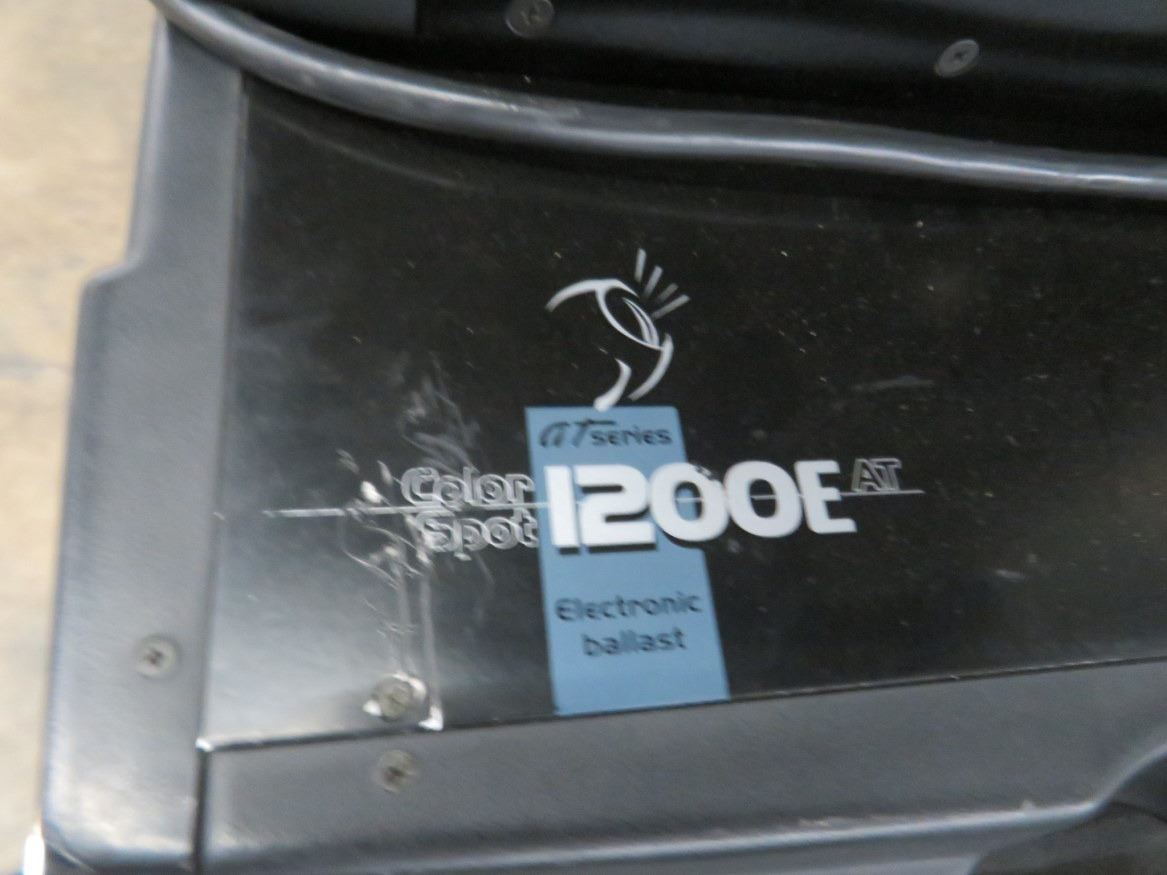 AT series
Color
Spot
1200E AT
Electronic
ballast